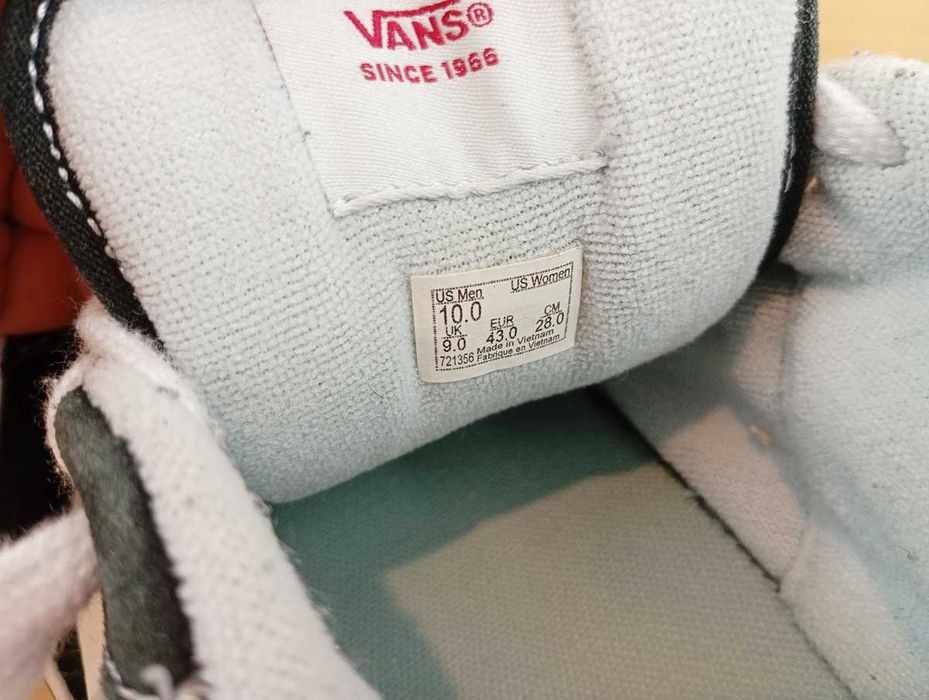 VANS®
SINCE 1966
US Men US Women
10.0
UK EUR CM
9.0 43.0 28.0
Made in Vietnam
721356 Fabrique en Vietnam